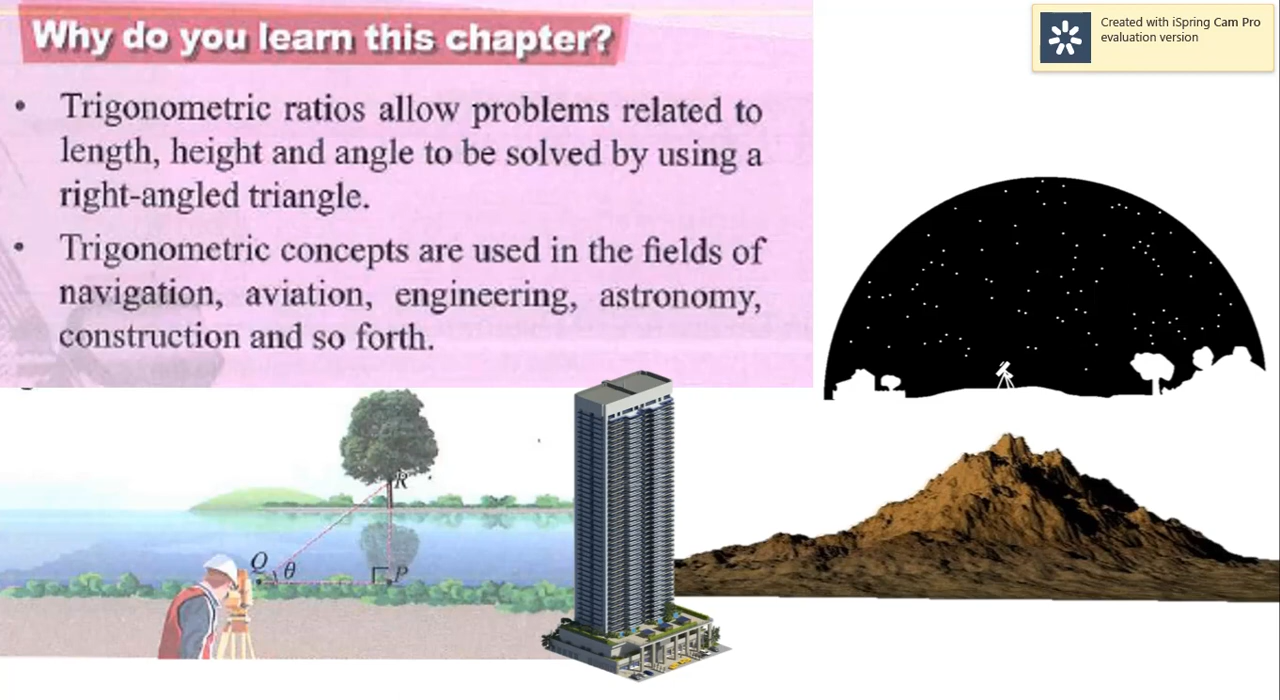 Why do you learn this chapter?
• Trigonometric ratios allow problems related to
length, height and angle to be solved by using a
right-angled triangle.
• Trigonometric concepts are used in the fields of
navigation, aviation, engineering, astronomy,
construction and so forth.
Created with iSpring Cam Pro
evaluation version
R
Q θ
P